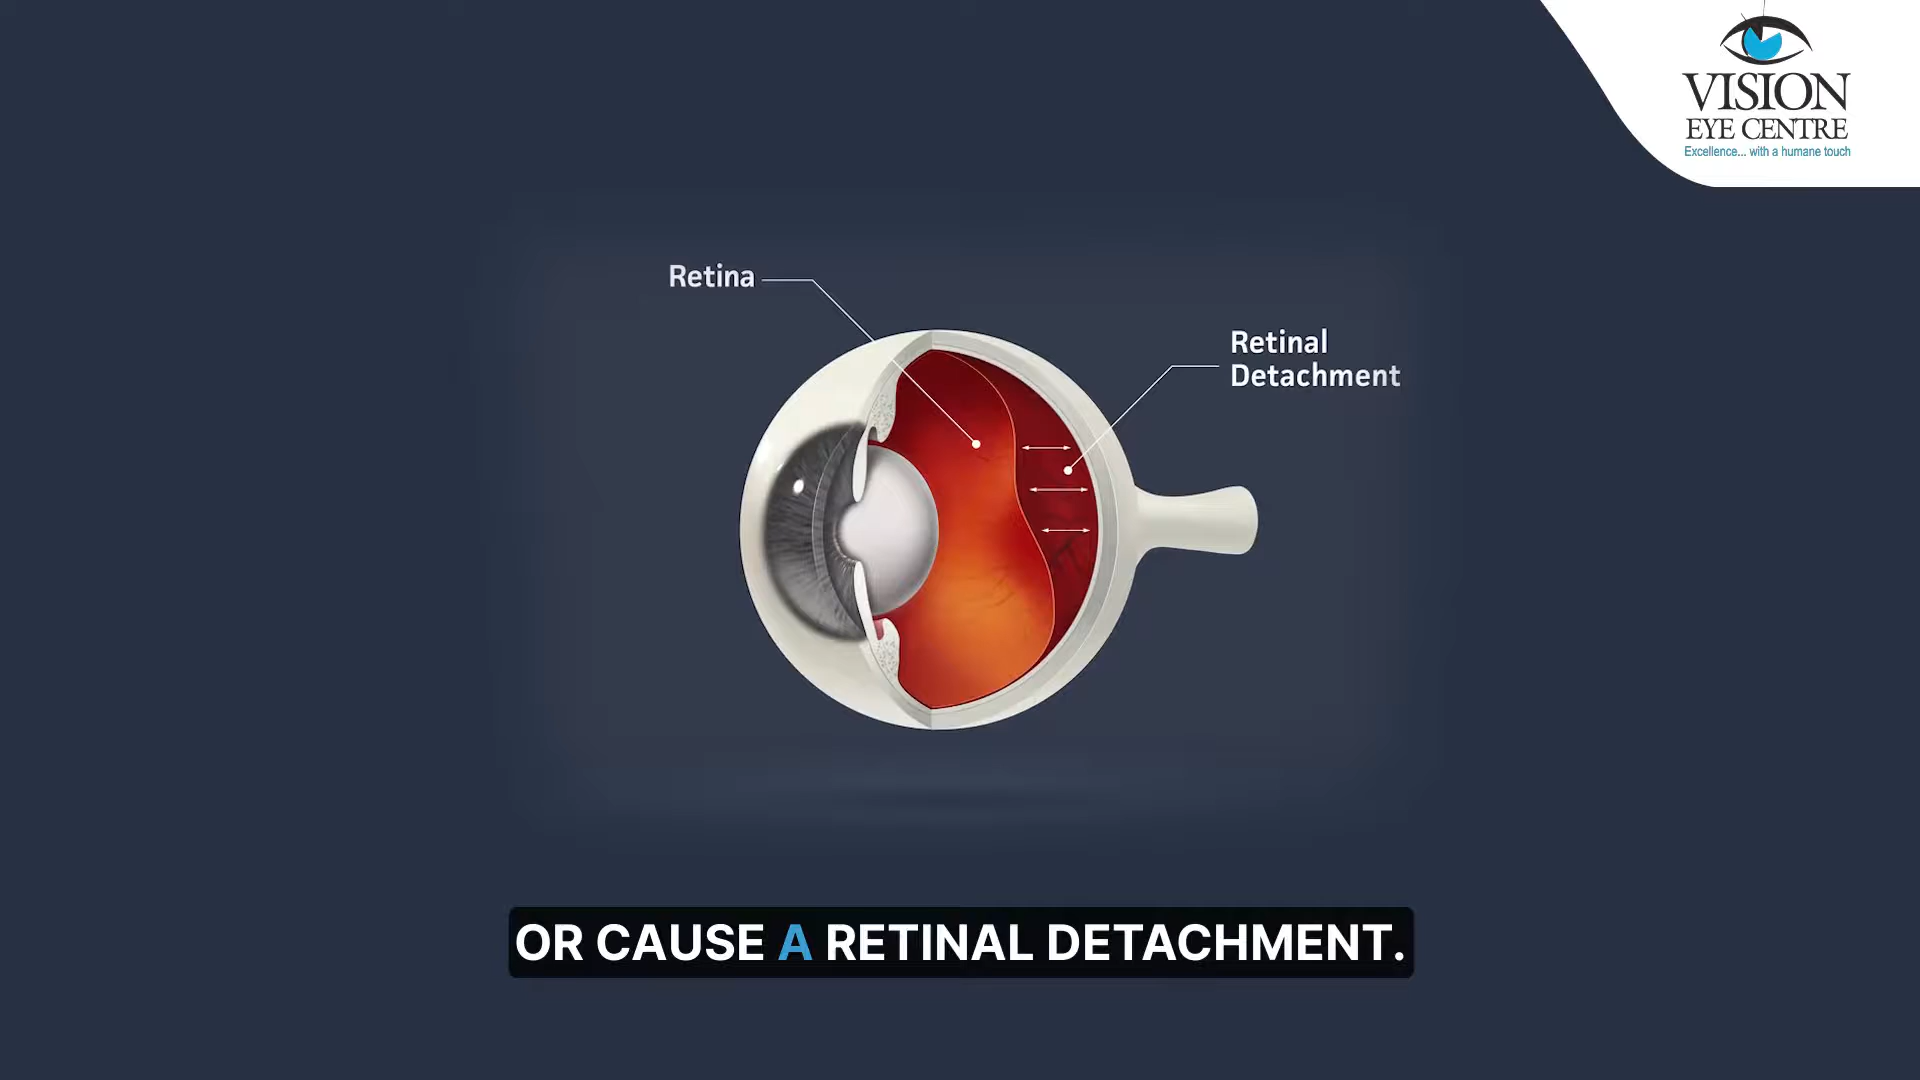 VISION
EYE CENTRE
Excellence... with a humane touch
Retina
Retinal
Detachment
OR CAUSE A RETINAL DETACHMENT.